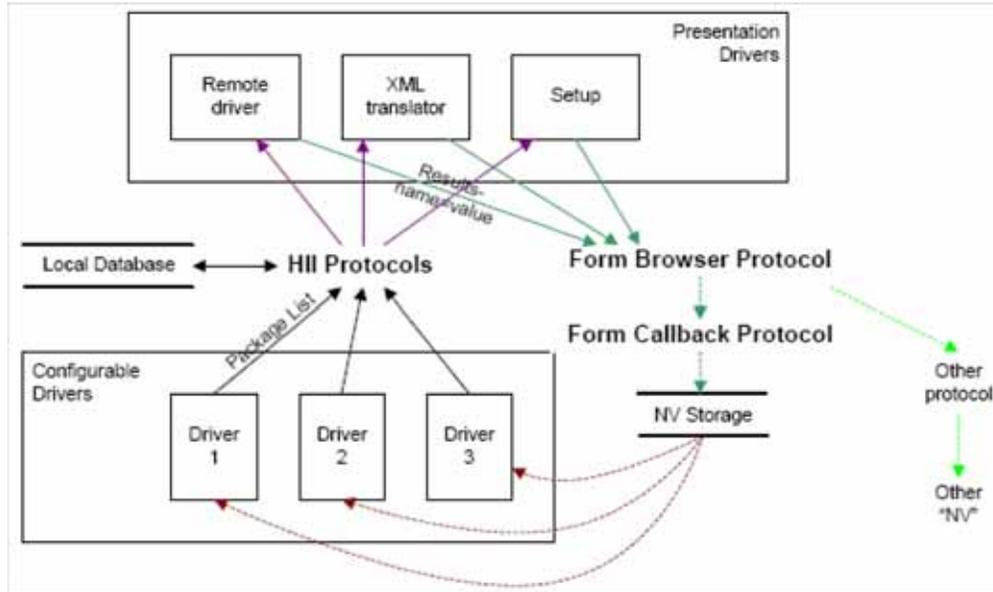 Presentation
Drivers
Remote
driver
XML
translator
Setup
Results-
name=value
Local Database
HII Protocols
Form Browser Protocol
Package List
Form Callback Protocol
Configurable
Drivers
Other
protocol
Driver
1
Driver
2
Driver
3
NV Storage
Other
"NV"